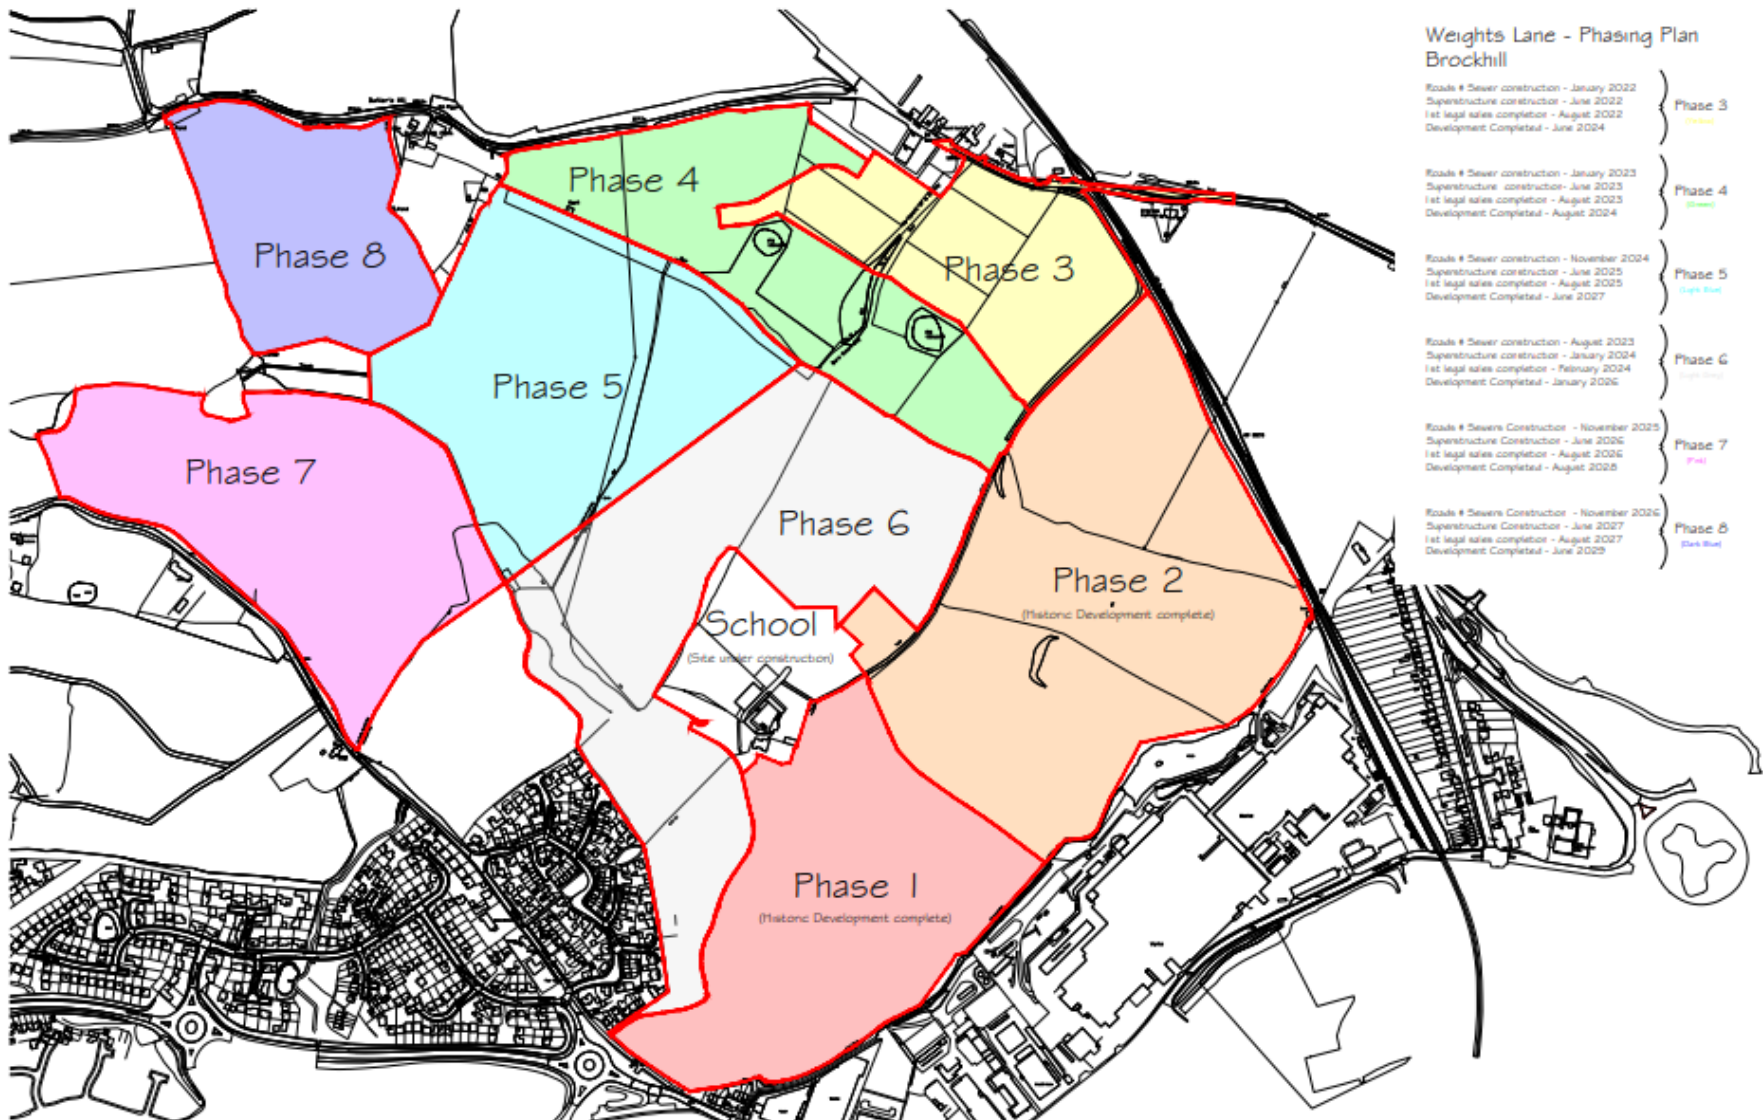 Weights Lane - Phasing Plan
Brockhill
Roads & Sewer construction - January 2022
Superstructure construction - June 2022
1st legal sales completion - August 2022
Development Completed - June 2024
Phase 3
(Yellow)
Roads & Sewer construction - January 2023
Superstructure construction - June 2023
1st legal sales completion - August 2023
Development Completed - August 2024
Phase 4
(Green)
Roads & Sewer construction - November 2024
Superstructure construction - June 2025
1st legal sales completion - August 2025
Development Completed - June 2027
Phase 5
(Light Blue)
Roads & Sewer construction - August 2023
Superstructure construction - January 2024
1st legal sales completion - February 2024
Development Completed - January 2026
Phase 6
(Light Grey)
Roads & Sewers Construction - November 2025
Superstructure Construction - June 2026
1st legal sales completion - August 2026
Development Completed - August 2028
Phase 7
(Pink)
Roads & Sewers Construction - November 2026
Superstructure Construction - June 2027
1st legal sales completion - August 2027
Development Completed - June 2029
Phase 8
(Dark Blue)
Phase 4
Phase 8
Phase 3
Phase 5
Phase 7
Phase 6
Phase 2
(Historic Development complete)
School
(Site under construction)
Phase 1
(Historic Development complete)